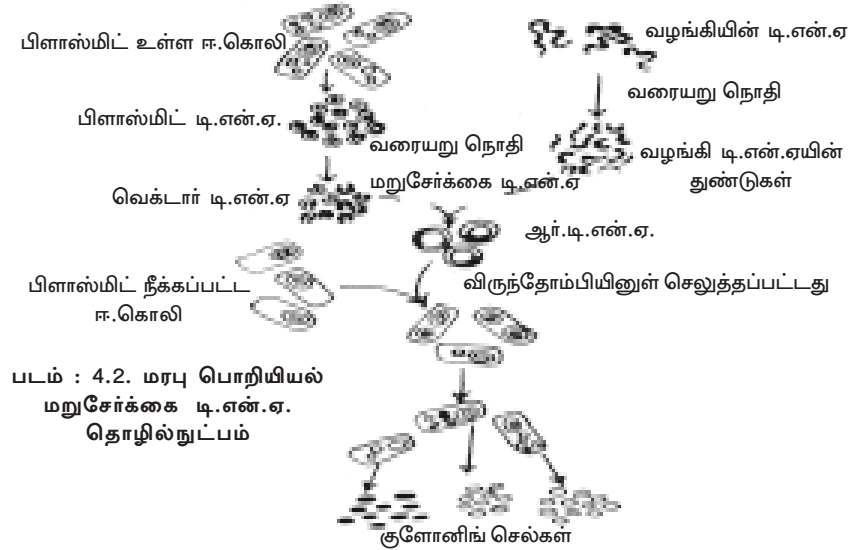 பிளாஸ்மிட் உள்ள ஈ.கொலி
வழங்கியின் டி.என்.ஏ
வரையறு நொதி
பிளாஸ்மிட் டி.என்.ஏ.
வரையறு நொதி
வழங்கி டி.என்.ஏயின்
துண்டுகள்
மறுசேர்க்கை டி.என்.ஏ
வெக்டார் டி.என்.ஏ
ஆர்.டி.என்.ஏ.
பிளாஸ்மிட் நீக்கப்பட்ட
ஈ.கொலி
விருந்தோம்பியினுள் செலுத்தப்பட்டது
படம் : 4.2. மரபு பொறியியல்
மறுசேர்க்கை டி.என்.ஏ.
தொழில்நுட்பம்
குளோனிங் செல்கள்